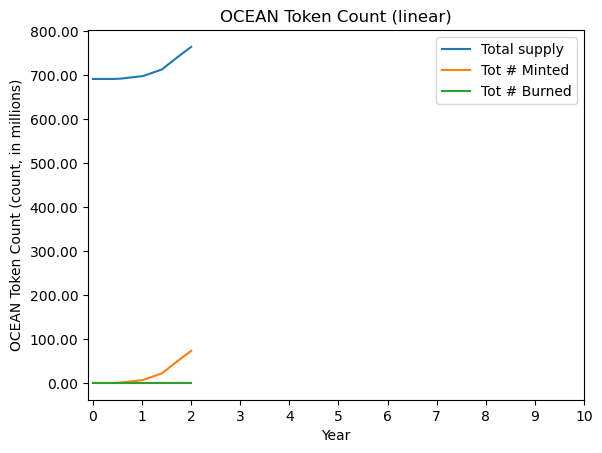 OCEAN Token Count (linear)
OCEAN Token Count (count, in millions)
800.00
700.00
600.00
500.00
400.00
300.00
200.00
100.00
0.00
Total supply
Tot # Minted
Tot # Burned
0 1 2 3 4 5 6 7 8 9 10
Year